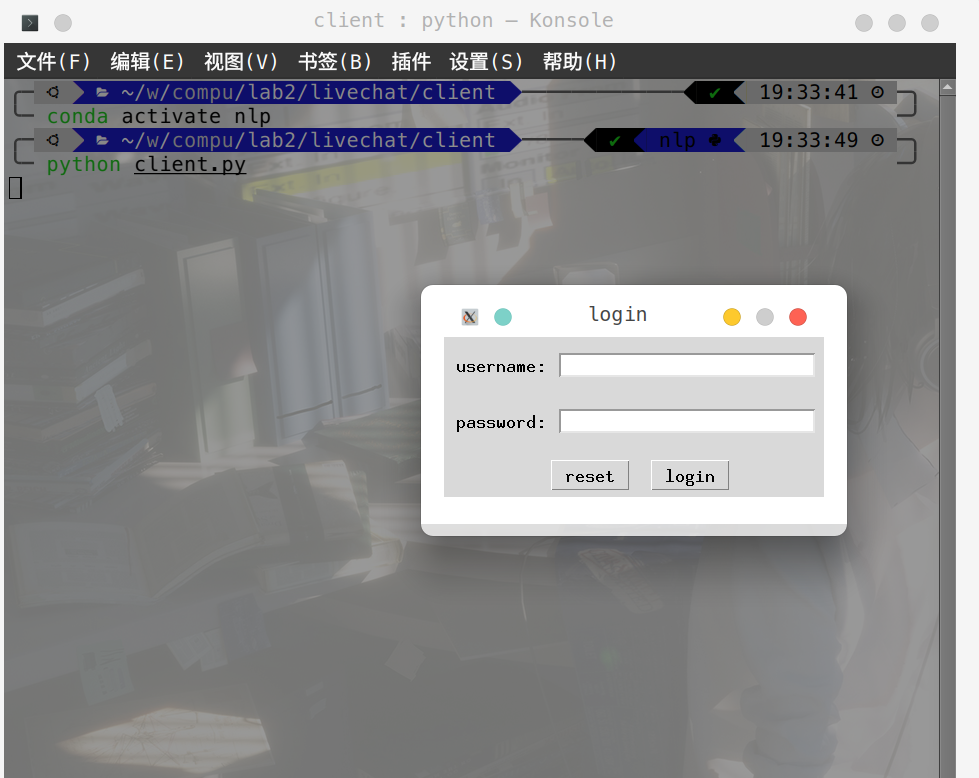 client : python — Konsole
文件(F) 编辑(E) 视图(V) 书签(B) 插件 设置(S) 帮助(H)
~/w/compu/lab2/livechat/client ✔ 19:33:41
conda activate nlp
~/w/compu/lab2/livechat/client ✔ nlp 19:33:49
python client.py
login
username:
password:
reset login